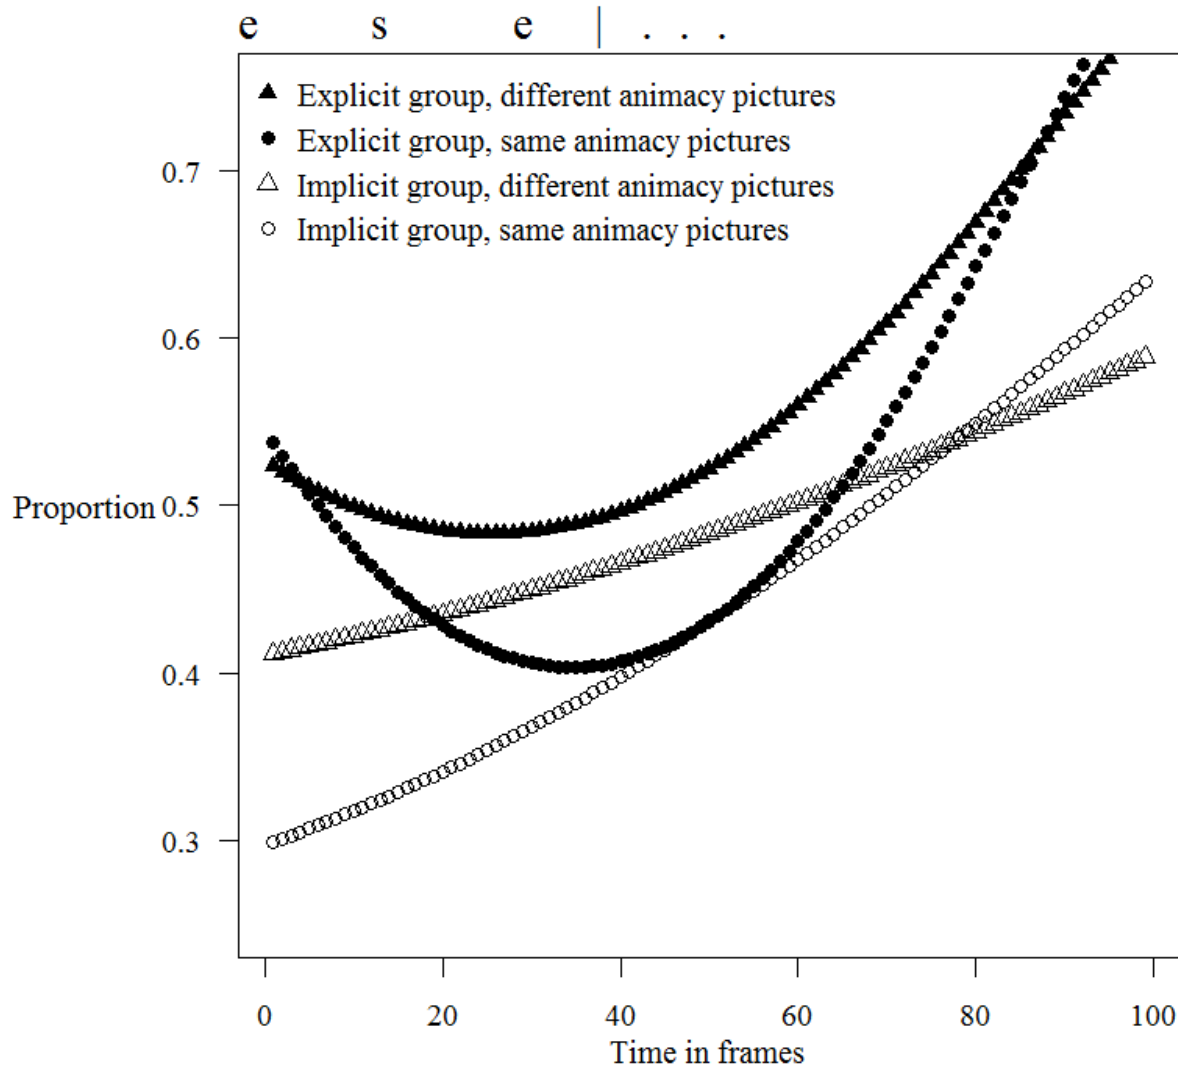 e s e | . . .
Explicit group, different animacy pictures
Explicit group, same animacy pictures
Implicit group, different animacy pictures
Implicit group, same animacy pictures
0.7
0.6
Proportion 0.5
0.4
0.3
0 20 40 60 80 100
Time in frames